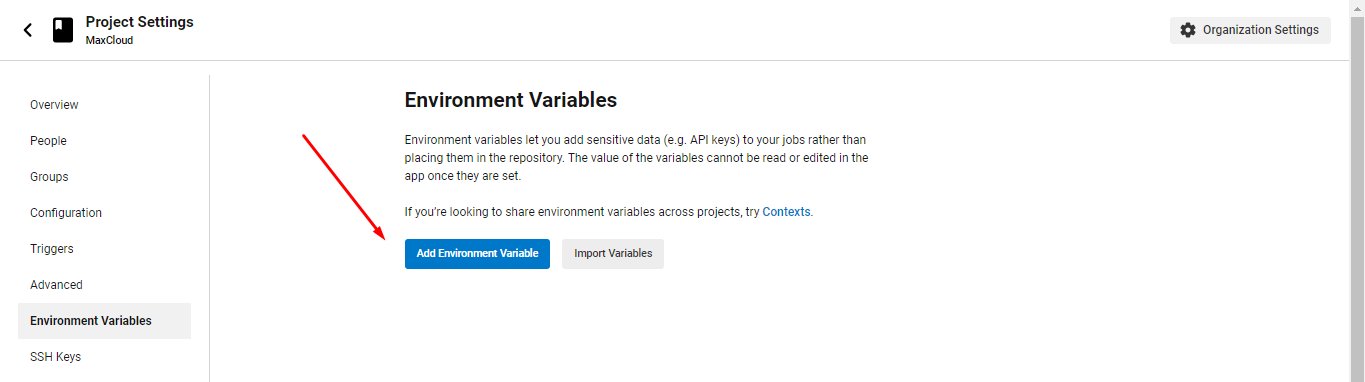 Project Settings
MaxCloud
Organization Settings
Overview
People
Groups
Configuration
Triggers
Advanced
Environment Variables
SSH Keys
Environment Variables
Environment variables let you add sensitive data (e.g. API keys) to your jobs rather than
placing them in the repository. The value of the variables cannot be read or edited in the
app once they are set.
If you're looking to share environment variables across projects, try Contexts.
Add Environment Variable
Import Variables